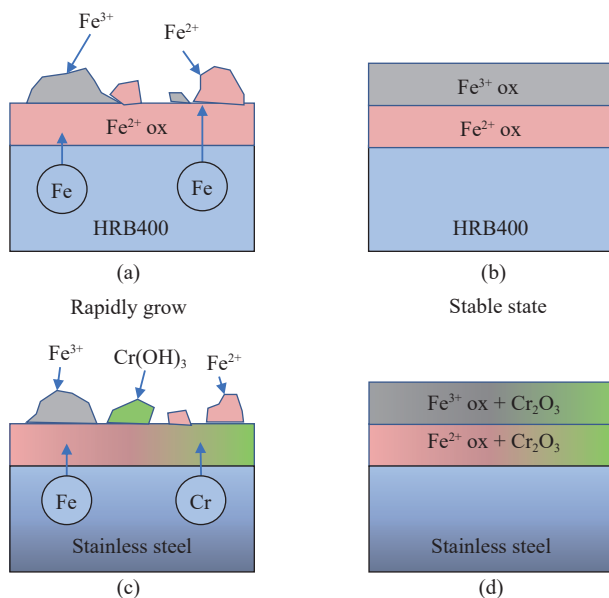 Fe³⁺
Fe²⁺
Fe²⁺ ox
Fe
Fe
HRB400
(a)
Fe³⁺ ox
Fe²⁺ ox
HRB400
(b)
Rapidly grow
Stable state
Fe³⁺
Cr(OH)₃
Fe²⁺
Fe
Cr
Stainless steel
(c)
Fe³⁺ ox + Cr₂O₃
Fe²⁺ ox + Cr₂O₃
Stainless steel
(d)